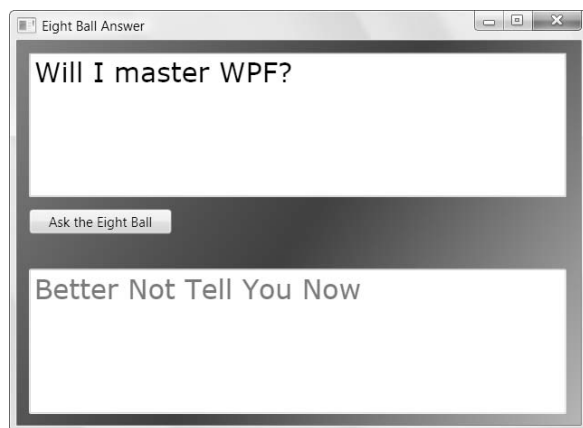 Eight Ball Answer
Will I master WPF?
Ask the Eight Ball
Better Not Tell You Now